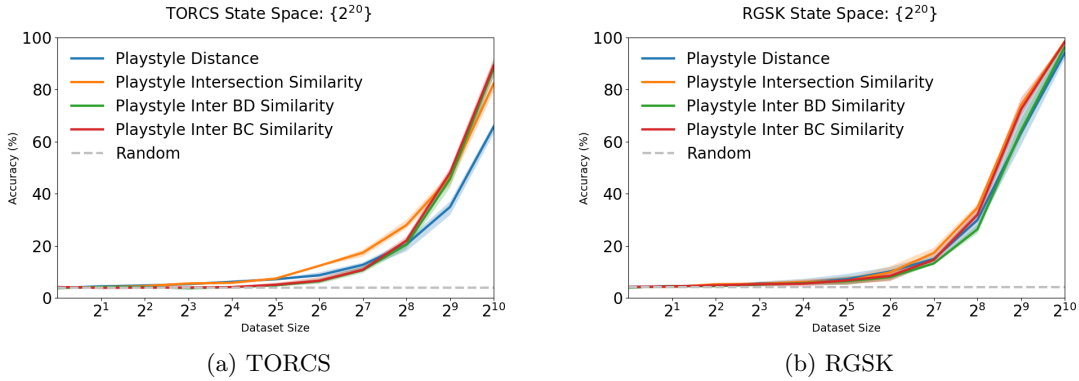 TORCS State Space: {2^20}
100
80
60
40
20
0
Accuracy (%)
Playstyle Distance
Playstyle Intersection Similarity
Playstyle Inter BD Similarity
Playstyle Inter BC Similarity
Random
2^1 2^2 2^3 2^4 2^5 2^6 2^7 2^8 2^9 2^10
Dataset Size
(a) TORCS
RGSK State Space: {2^20}
100
80
60
40
20
0
Accuracy (%)
Playstyle Distance
Playstyle Intersection Similarity
Playstyle Inter BD Similarity
Playstyle Inter BC Similarity
Random
2^1 2^2 2^3 2^4 2^5 2^6 2^7 2^8 2^9 2^10
Dataset Size
(b) RGSK